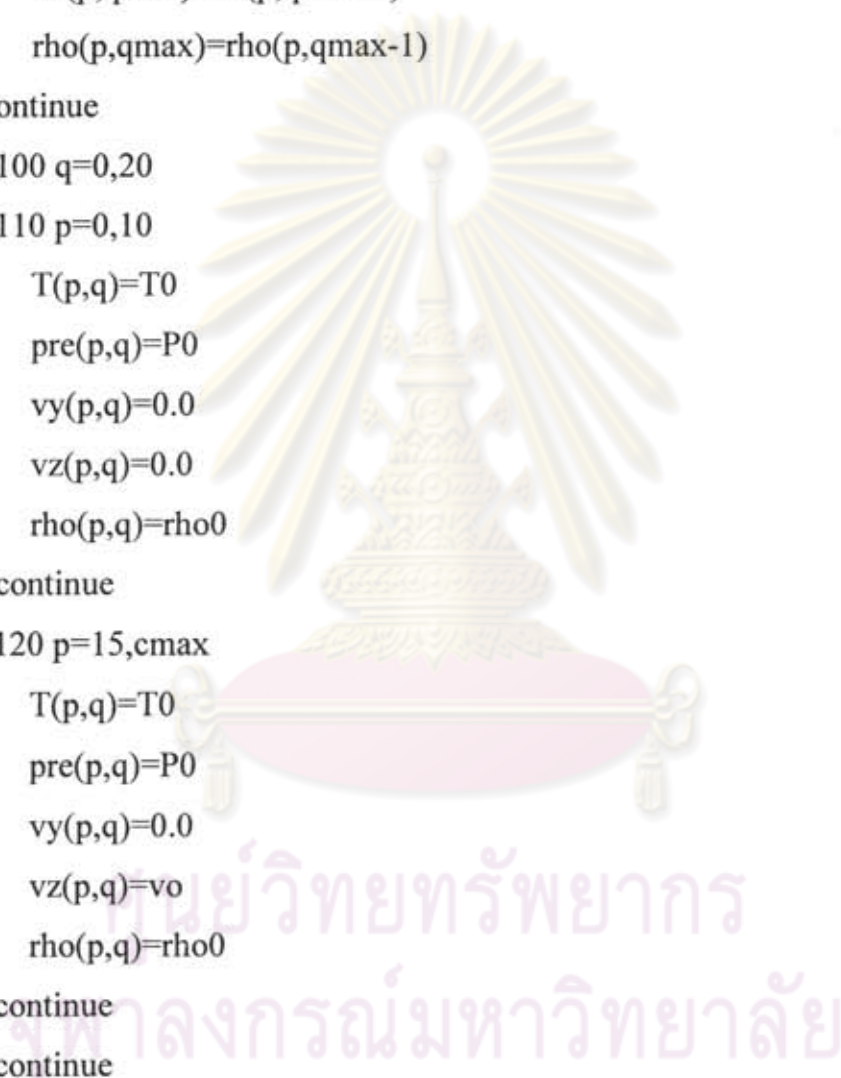 rho(p,qmax)=rho(p,qmax-1)
ontinue
100 q=0,20
110 p=0,10
T(p,q)=T0
pre(p,q)=P0
vy(p,q)=0.0
vz(p,q)=0.0
rho(p,q)=rho0
continue
120 p=15,cmax
T(p,q)=T0
pre(p,q)=P0
vy(p,q)=0.0
vz(p,q)=vo
rho(p,q)=rho0
continue
continue
ศูนย์วิทยทรัพยากร
จุฬาลงกรณ์มหาวิทยาลัย